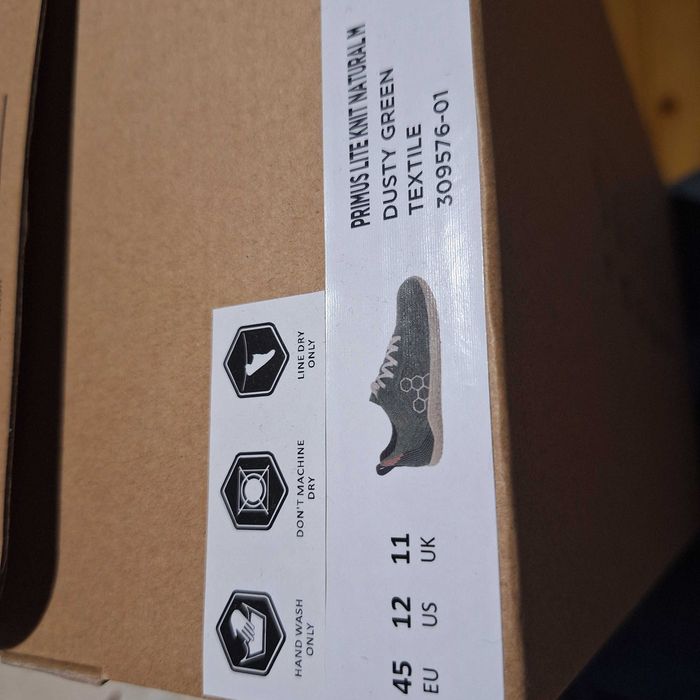 HAND WASH
ONLY
DON'T MACHINE
DRY
LINE DRY
ONLY
45 12 11
EU US UK
PRIMUS LITE KNIT NATURAL M
DUSTY GREEN
TEXTILE
309576-01